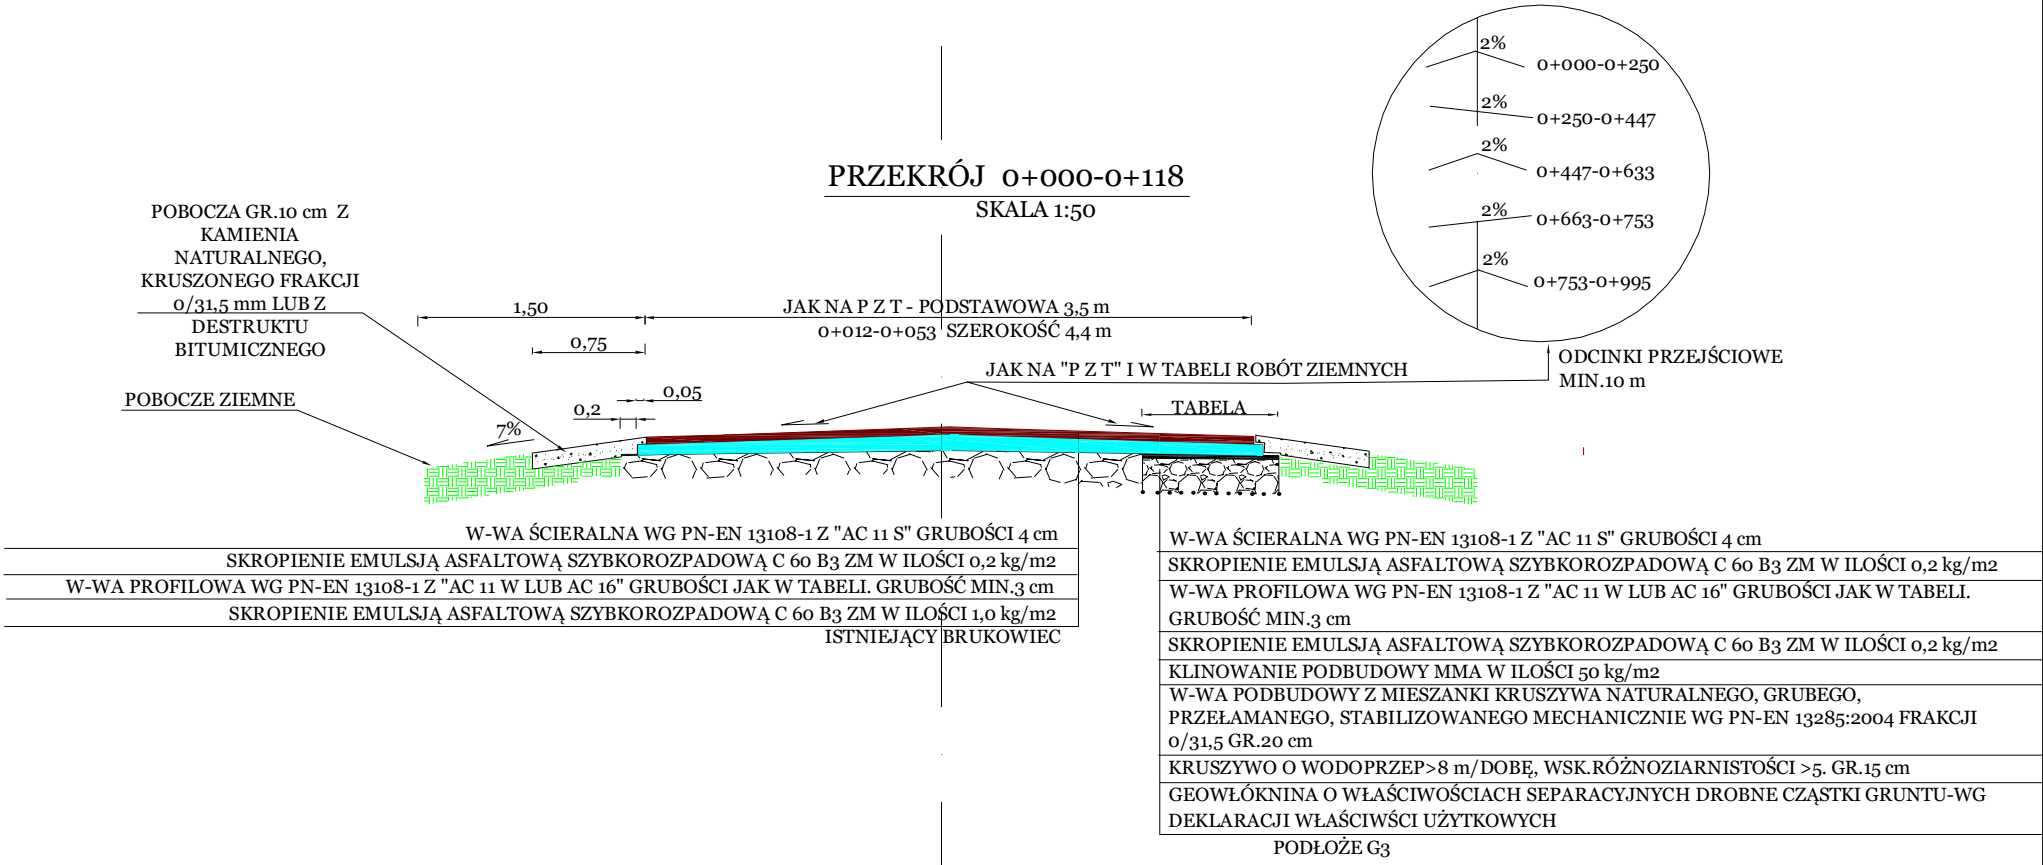 PRZEKRÓJ 0+000-0+118
SKALA 1:50
2%
0+000-0+250
2%
0+250-0+447
2%
0+447-0+633
2%
0+663-0+753
2%
0+753-0+995
ODCINKI PRZEJŚCIOWE
MIN.10 m
POBOCZA GR.10 cm Z
KAMIENIA
NATURALNEGO,
KRUSZONEGO FRAKCJI
0/31,5 mm LUB Z
DESTRUKTU
BITUMICZNEGO
POBOCZE ZIEMNE
1,50
JAK NA P Z T - PODSTAWOWA 3,5 m
0+012-0+053 SZEROKOŚĆ 4,4 m
0,75
JAK NA "P Z T" I W TABELI ROBÓT ZIEMNYCH
0,05
0,2
7%
TABELA
W-WA ŚCIERALNA WG PN-EN 13108-1 Z "AC 11 S" GRUBOŚCI 4 cm
SKROPIENIE EMULSJĄ ASFALTOWĄ SZYBKOROZPADOWĄ C 60 B3 ZM W ILOŚCI 0,2 kg/m2
W-WA PROFILOWA WG PN-EN 13108-1 Z "AC 11 W LUB AC 16" GRUBOŚCI JAK W TABELI. GRUBOŚĆ MIN.3 cm
SKROPIENIE EMULSJĄ ASFALTOWĄ SZYBKOROZPADOWĄ C 60 B3 ZM W ILOŚCI 1,0 kg/m2
ISTNIEJĄCY BRUKOWIEC
W-WA ŚCIERALNA WG PN-EN 13108-1 Z "AC 11 S" GRUBOŚCI 4 cm
SKROPIENIE EMULSJĄ ASFALTOWĄ SZYBKOROZPADOWĄ C 60 B3 ZM W ILOŚCI 0,2 kg/m2
W-WA PROFILOWA WG PN-EN 13108-1 Z "AC 11 W LUB AC 16" GRUBOŚCI JAK W TABELI.
GRUBOŚĆ MIN.3 cm
SKROPIENIE EMULSJĄ ASFALTOWĄ SZYBKOROZPADOWĄ C 60 B3 ZM W ILOŚCI 0,2 kg/m2
KLINOWANIE PODBUDOWY MMA W ILOŚCI 50 kg/m2
W-WA PODBUDOWY Z MIESZANKI KRUSZYWA NATURALNEGO, GRUBEGO,
PRZEŁAMANEGO, STABILIZOWANEGO MECHANICZNIE WG PN-EN 13285:2004 FRAKCJI
0/31,5 GR.20 cm
KRUSZYWO O WODOPRZEP>8 m/DOBĘ, WSK.RÓŻNOZIARNISTOŚCI >5. GR.15 cm
GEOWŁÓKNINA O WŁAŚCIWOŚCIACH SEPARACYJNYCH DROBNE CZĄSTKI GRUNTU-WG
DEKLARACJI WŁAŚCIWŚCI UŻYTKOWYCH
PODŁOŻE G3